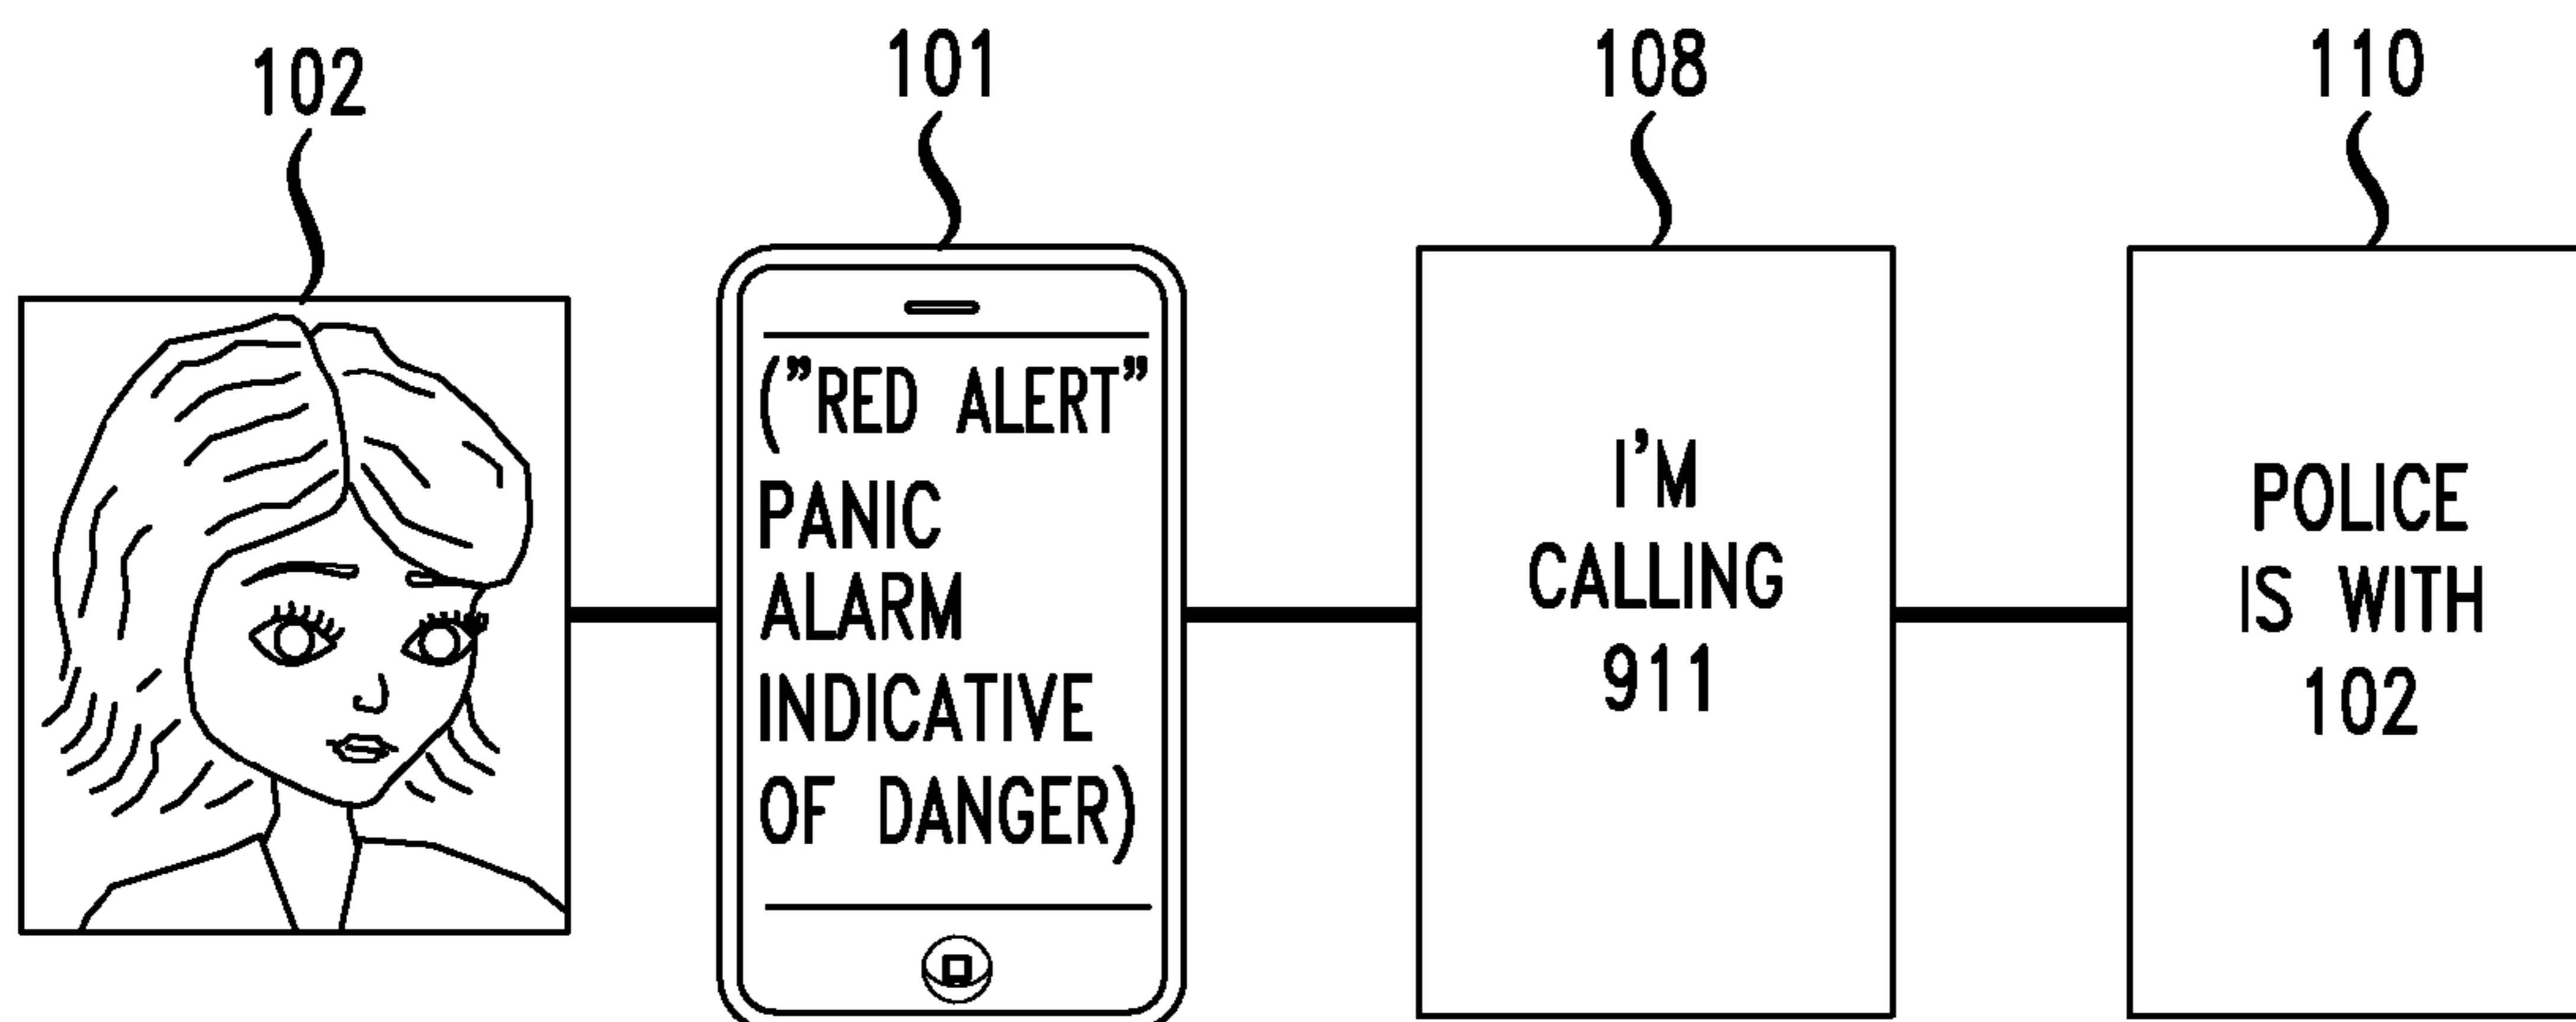 102
101
108
110
("RED ALERT"
PANIC
ALARM
INDICATIVE
OF DANGER)
I'M
CALLING
911
POLICE
IS WITH
102